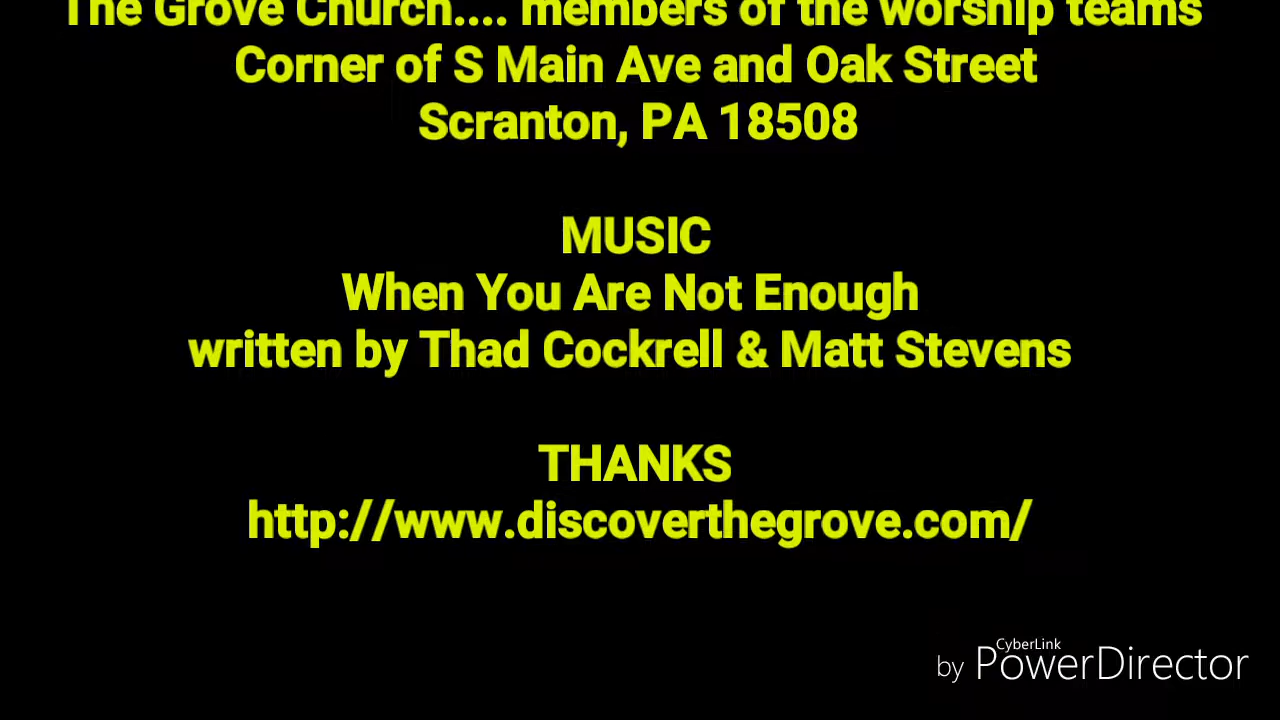 The Grove Church.... members of the worship teams
Corner of S Main Ave and Oak Street
Scranton, PA 18508
MUSIC
When You Are Not Enough
written by Thad Cockrell & Matt Stevens
THANKS
http://www.discoverthegrove.com/
CyberLink
by PowerDirector